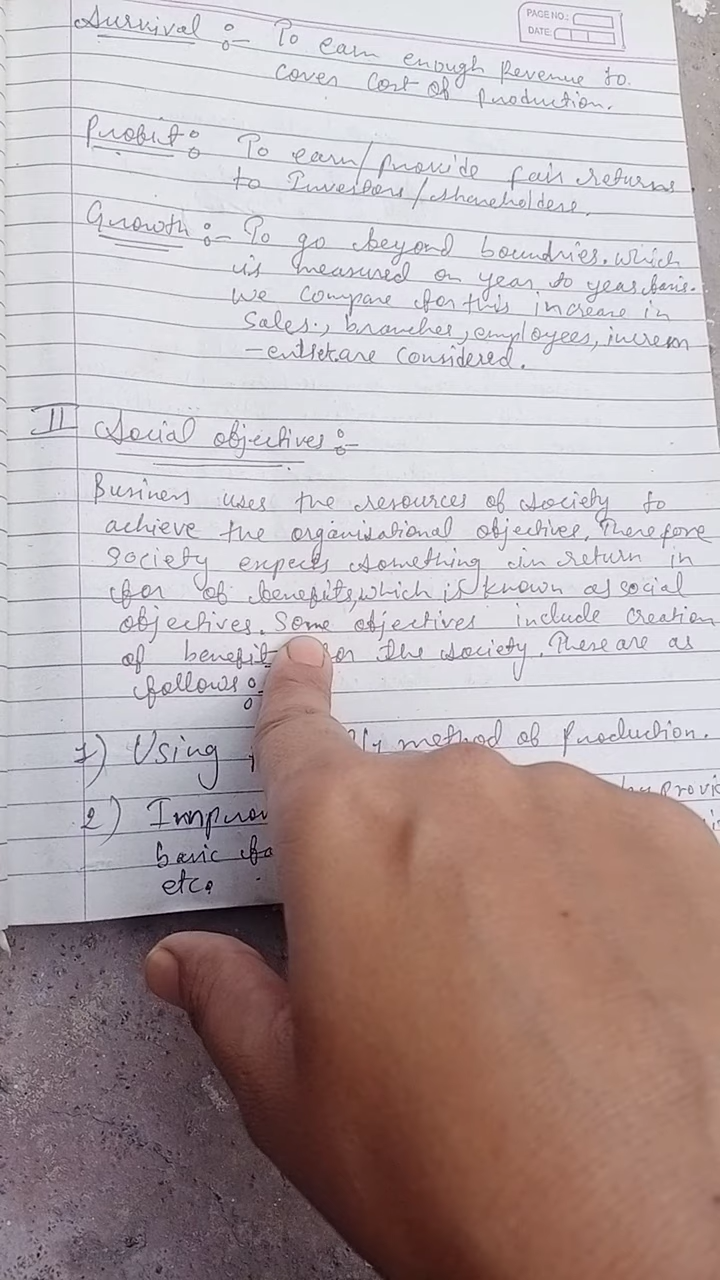 PAGE NO.:
DATE:
Survival :- To earn enough Revenue to
cover cost of production.
Profit : To earn/provide fair returns
to Investors/shareholders.
Growth :- To go beyond boundries. which
is measured on year to year basis.
We compare for this increase in
Sales., branches, employees, increm
-ent etc are considered.
II Social objectives :-
Business uses the resources of society to
achieve the organisational objectives, Therefore
society expects something in return in
for of benefits, which is known as social
objectives. Some objectives include creation
of benefit for the society. These are as
follows :-
1) Using method of production.
2) by provi
basic
etc.